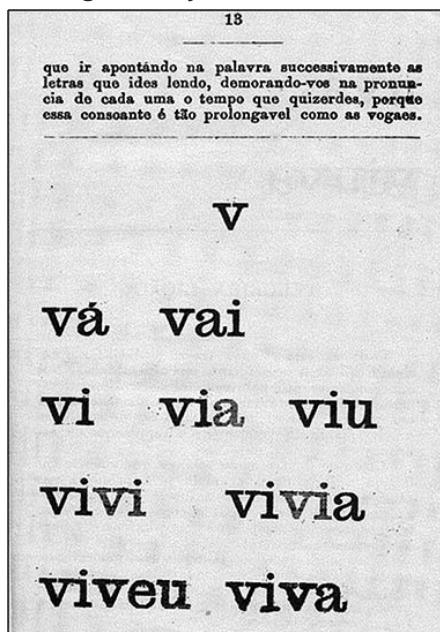 13
que ir apontando na palavra successivamente as
letras que ides lendo, demorando-vos na pronun-
cia de cada uma o tempo que quizerdes, porque
essa consoante é tão prolongavel como as vogaes.
v
vá vai
vi via viu
vivi vivia
viveu viva